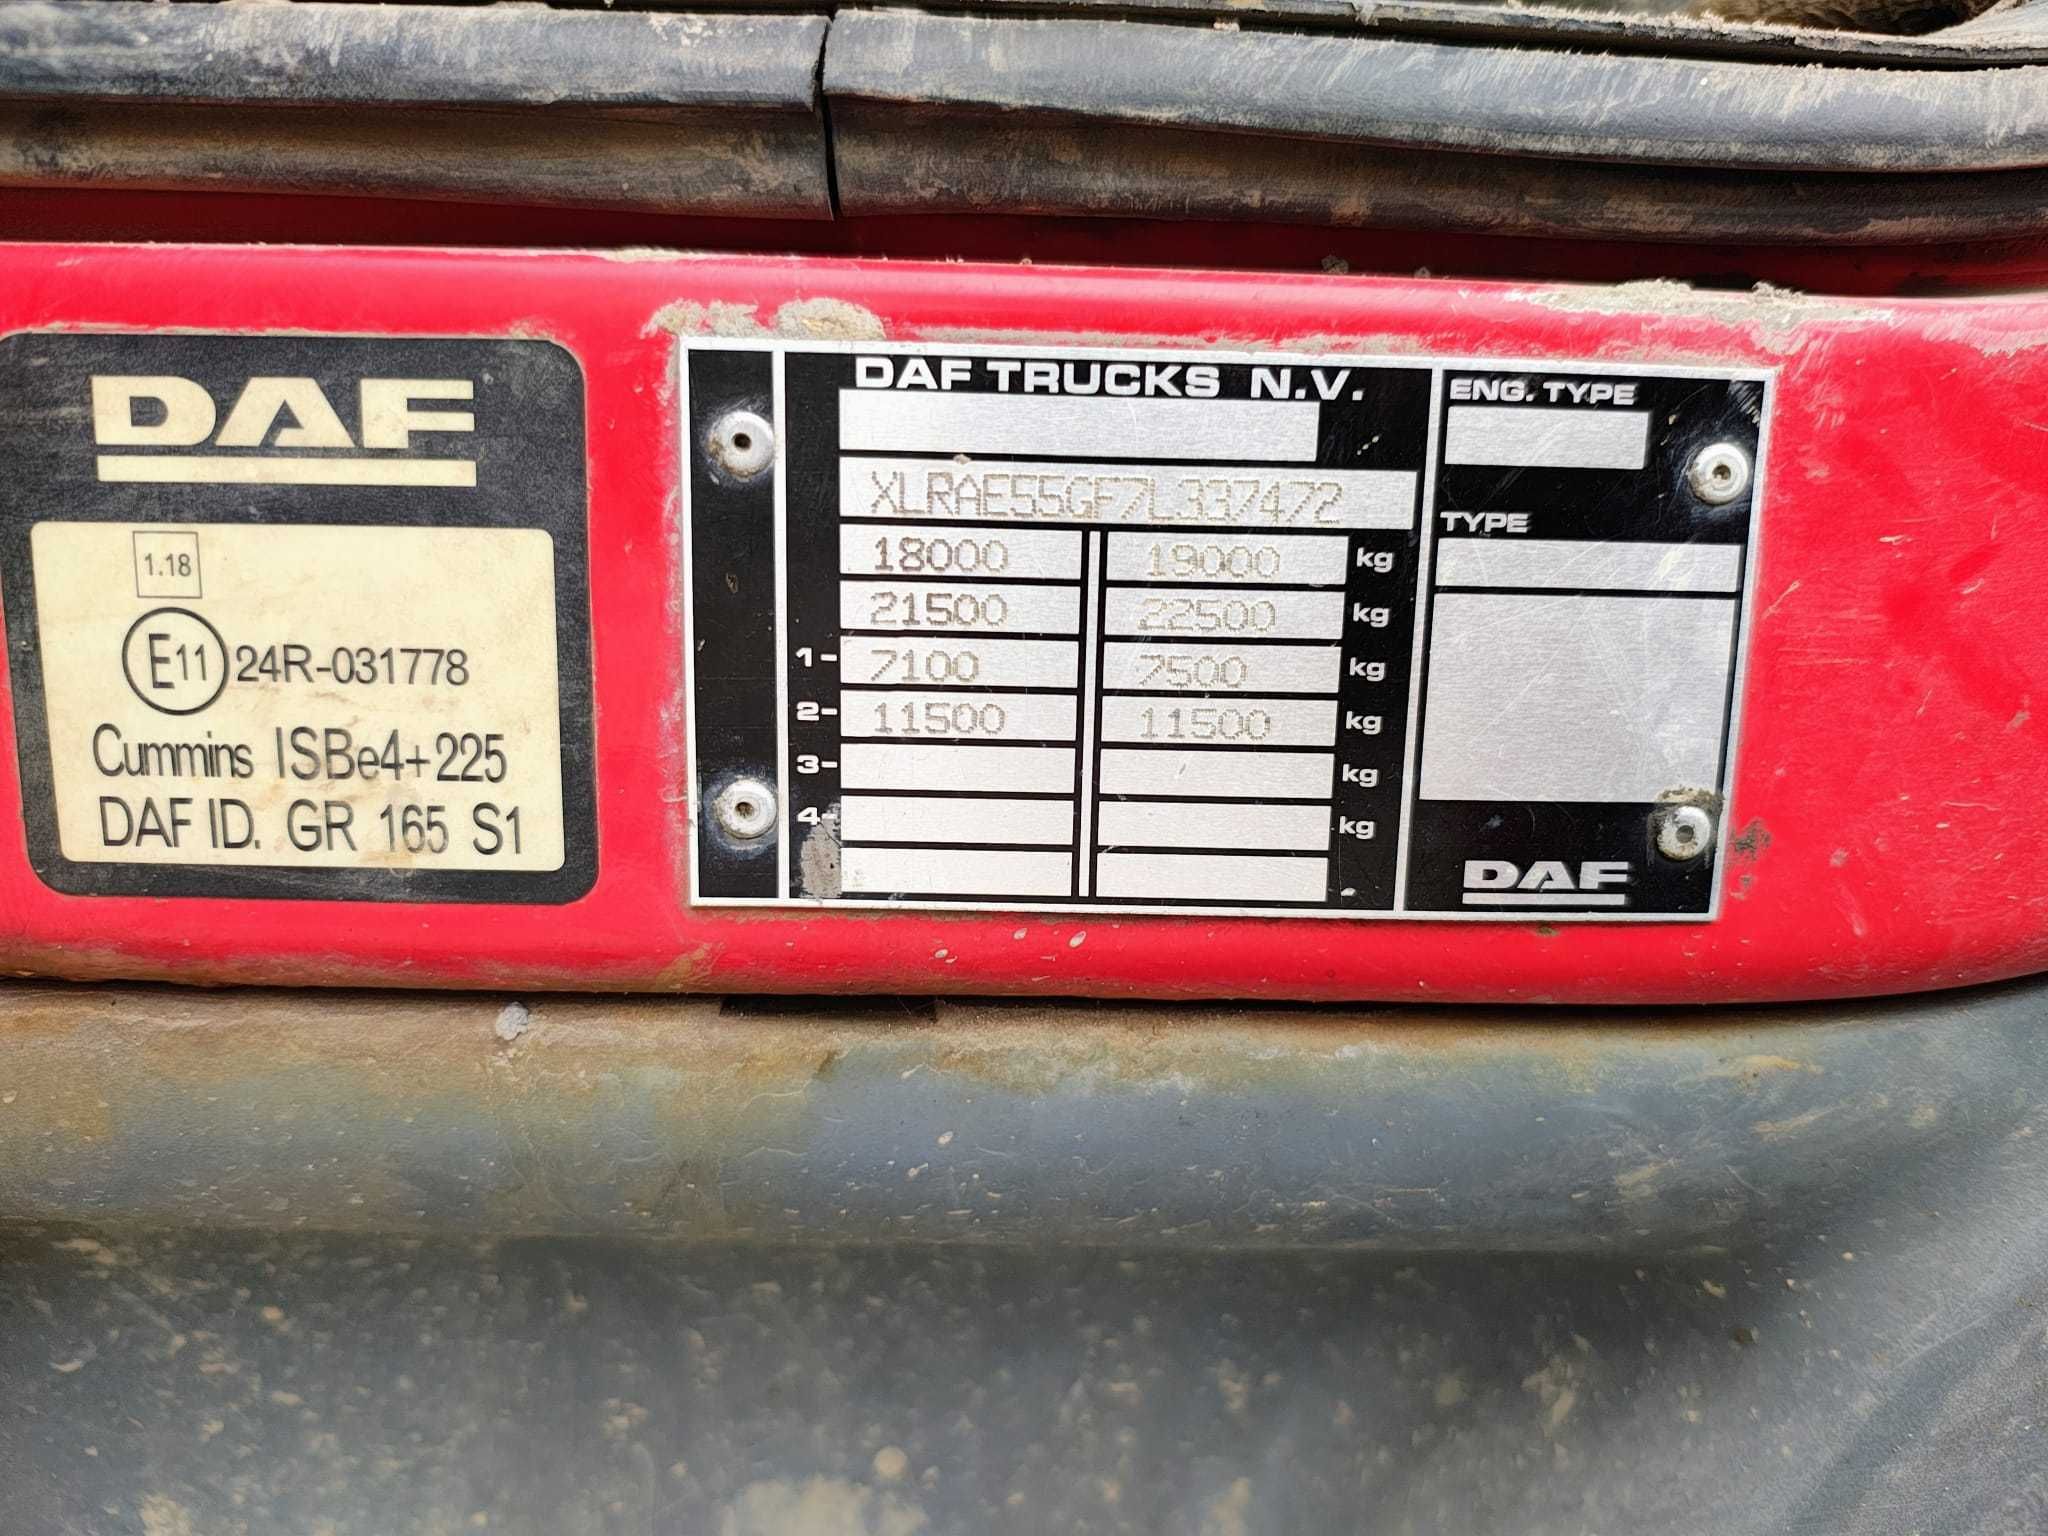 DAF
1.18
E11 24R-031778
Cummins ISBe4+225
DAF ID. GR 165 S1
DAF TRUCKS N.V.
XLRAE55GF7L337472
18000 19000 kg
21500 22500 kg
1- 7100 7500 kg
2- 11500 11500 kg
3- kg
4- kg
ENG. TYPE
TYPE
DAF